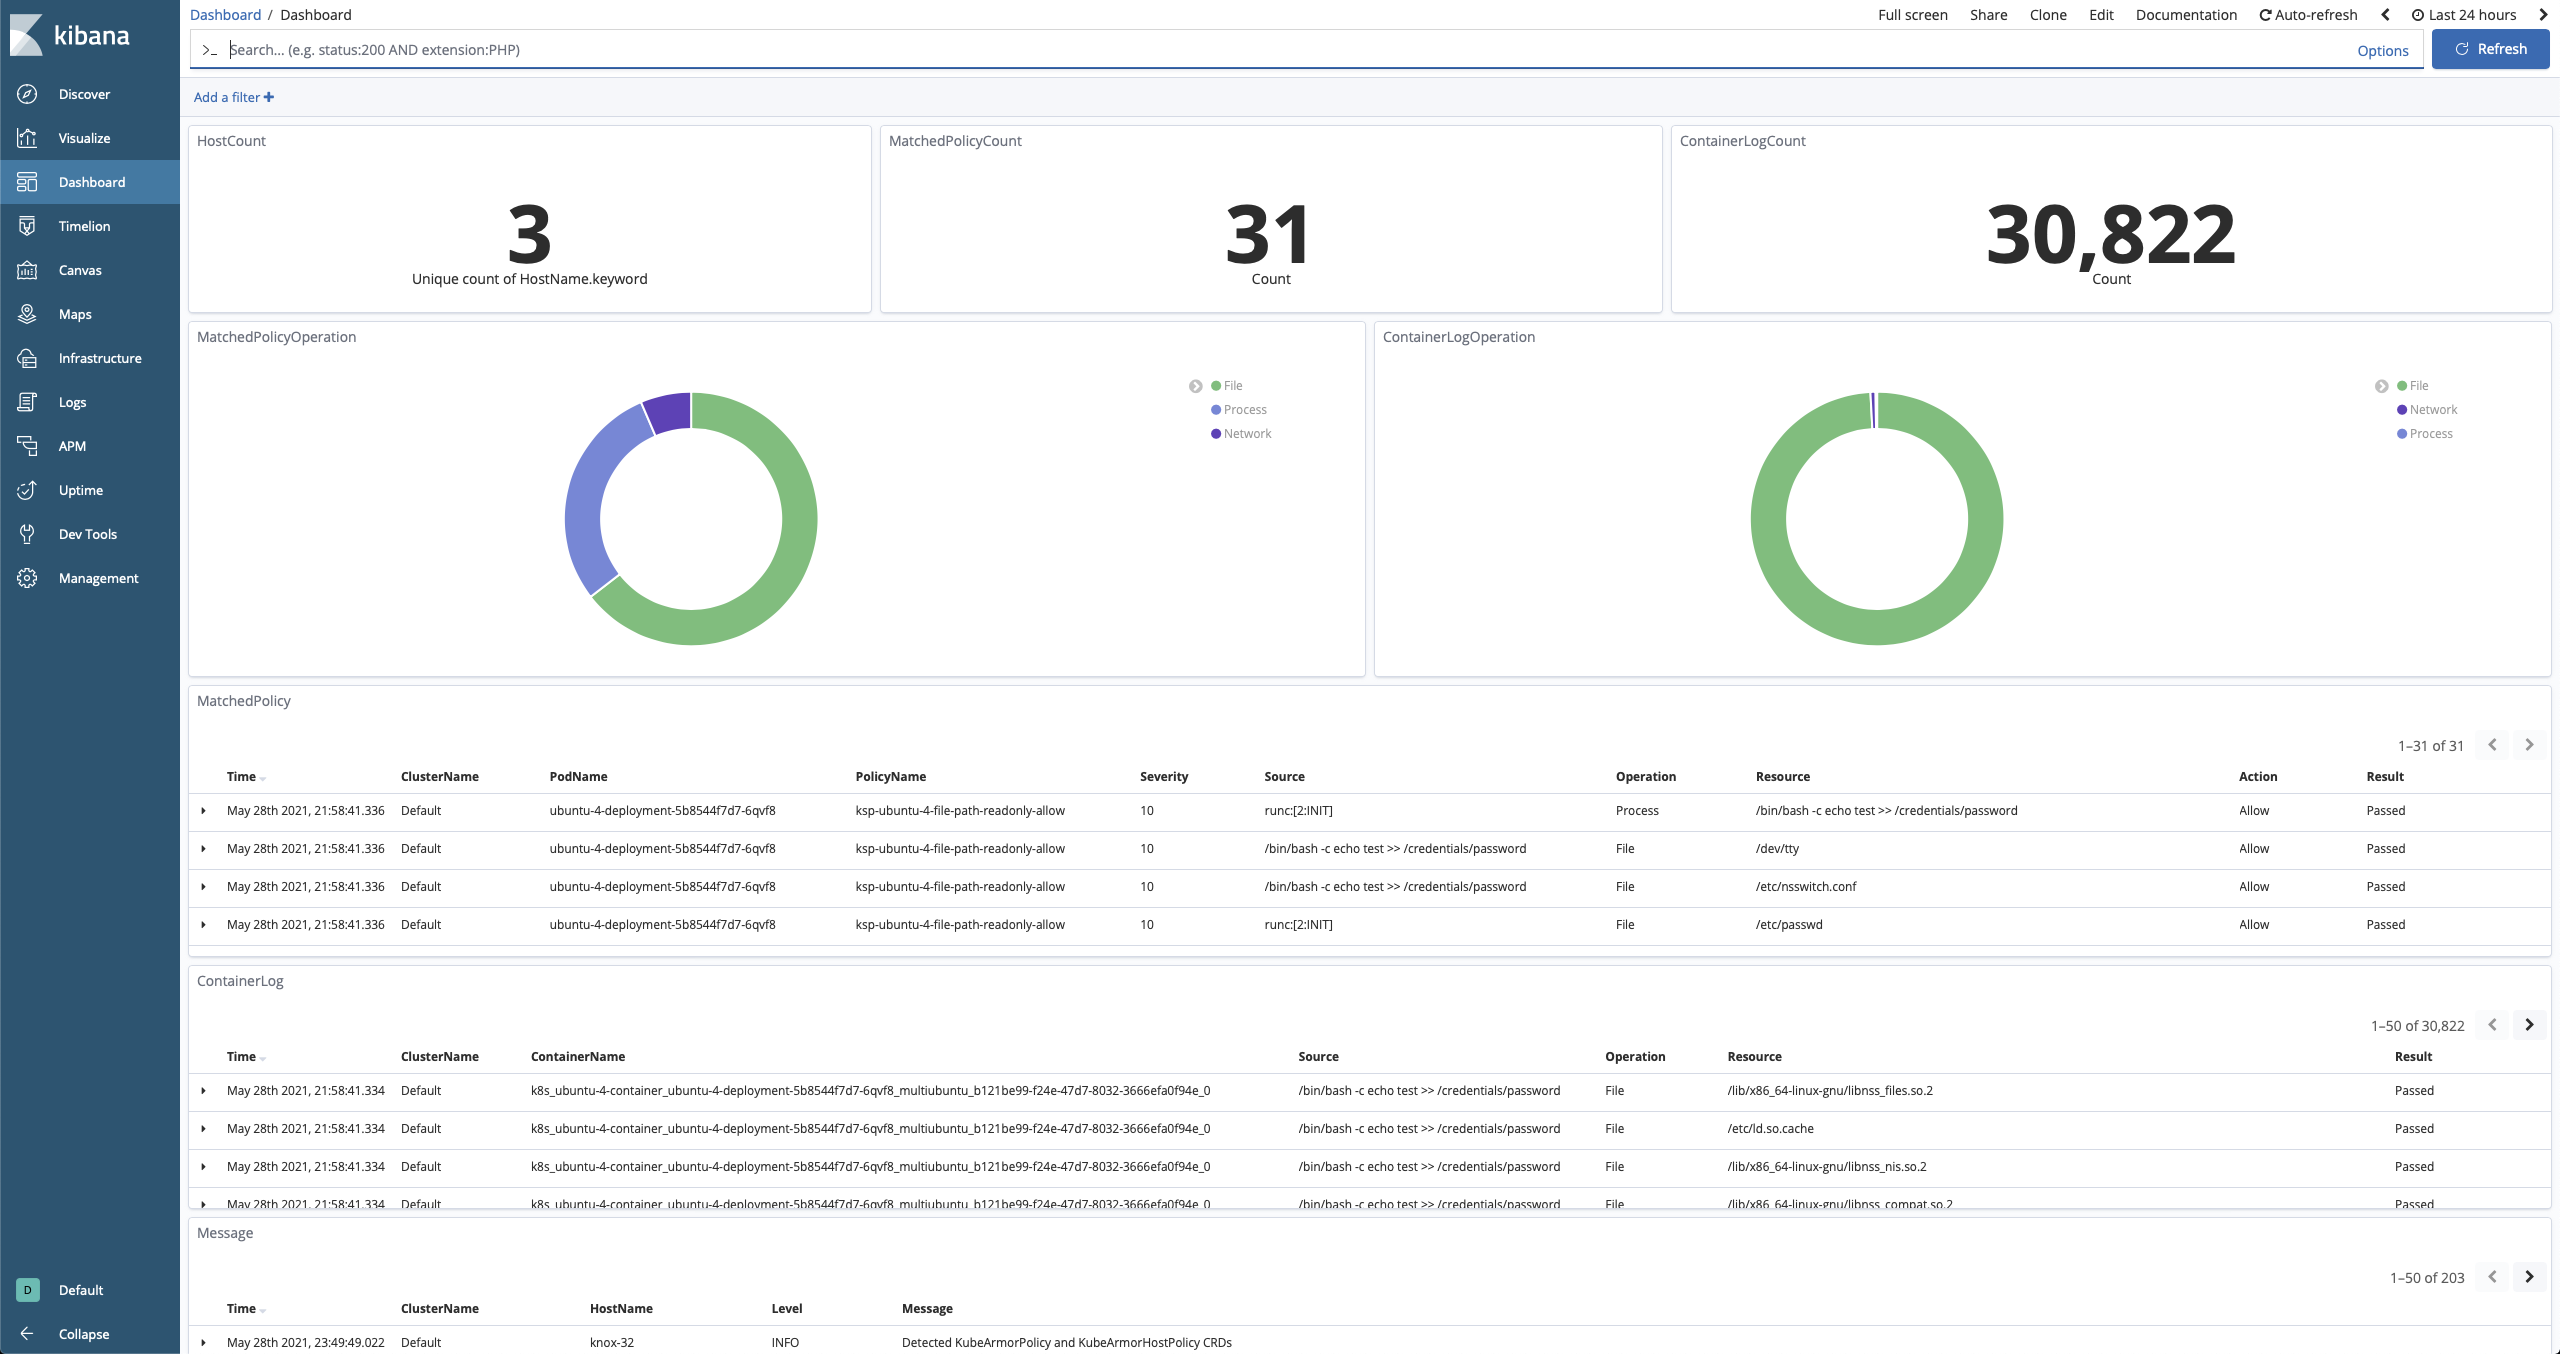 kibana
Discover
Visualize
Dashboard
Timelion
Canvas
Maps
Infrastructure
Logs
APM
Uptime
Dev Tools
Management
D Default
Collapse
Dashboard / Dashboard
Full screen Share Clone Edit Documentation Auto-refresh Last 24 hours
>_ Search... (e.g. status:200 AND extension:PHP) Options Refresh
Add a filter +
HostCount
3
Unique count of HostName.keyword
MatchedPolicyCount
31
Count
ContainerLogCount
30,822
Count
MatchedPolicyOperation
File
Process
Network
ContainerLogOperation
File
Network
Process
MatchedPolicy
1–31 of 31
Time ClusterName PodName PolicyName Severity Source Operation Resource Action Result
May 28th 2021, 21:58:41.336 Default ubuntu-4-deployment-5b8544f7d7-6qvf8 ksp-ubuntu-4-file-path-readonly-allow 10 runc:[2:INIT] Process /bin/bash -c echo test >> /credentials/password Allow Passed
May 28th 2021, 21:58:41.336 Default ubuntu-4-deployment-5b8544f7d7-6qvf8 ksp-ubuntu-4-file-path-readonly-allow 10 /bin/bash -c echo test >> /credentials/password File /dev/tty Allow Passed
May 28th 2021, 21:58:41.336 Default ubuntu-4-deployment-5b8544f7d7-6qvf8 ksp-ubuntu-4-file-path-readonly-allow 10 /bin/bash -c echo test >> /credentials/password File /etc/nsswitch.conf Allow Passed
May 28th 2021, 21:58:41.336 Default ubuntu-4-deployment-5b8544f7d7-6qvf8 ksp-ubuntu-4-file-path-readonly-allow 10 runc:[2:INIT] File /etc/passwd Allow Passed
ContainerLog
1–50 of 30,822
Time ClusterName ContainerName Source Operation Resource Result
May 28th 2021, 21:58:41.334 Default k8s_ubuntu-4-container_ubuntu-4-deployment-5b8544f7d7-6qvf8_multiubuntu_b121be99-f24e-47d7-8032-3666efa0f94e_0 /bin/bash -c echo test >> /credentials/password File /lib/x86_64-linux-gnu/libnss_files.so.2 Passed
May 28th 2021, 21:58:41.334 Default k8s_ubuntu-4-container_ubuntu-4-deployment-5b8544f7d7-6qvf8_multiubuntu_b121be99-f24e-47d7-8032-3666efa0f94e_0 /bin/bash -c echo test >> /credentials/password File /etc/ld.so.cache Passed
May 28th 2021, 21:58:41.334 Default k8s_ubuntu-4-container_ubuntu-4-deployment-5b8544f7d7-6qvf8_multiubuntu_b121be99-f24e-47d7-8032-3666efa0f94e_0 /bin/bash -c echo test >> /credentials/password File /lib/x86_64-linux-gnu/libnss_nis.so.2 Passed
May 28th 2021, 21:58:41.334 Default k8s_ubuntu-4-container_ubuntu-4-deployment-5b8544f7d7-6qvf8_multiubuntu_b121be99-f24e-47d7-8032-3666efa0f94e_0 /bin/bash -c echo test >> /credentials/password File /lib/x86_64-linux-gnu/libnss_compat.so.2 Passed
Message
1–50 of 203
Time ClusterName HostName Level Message
May 28th 2021, 23:49:49.022 Default knox-32 INFO Detected KubeArmorPolicy and KubeArmorHostPolicy CRDs